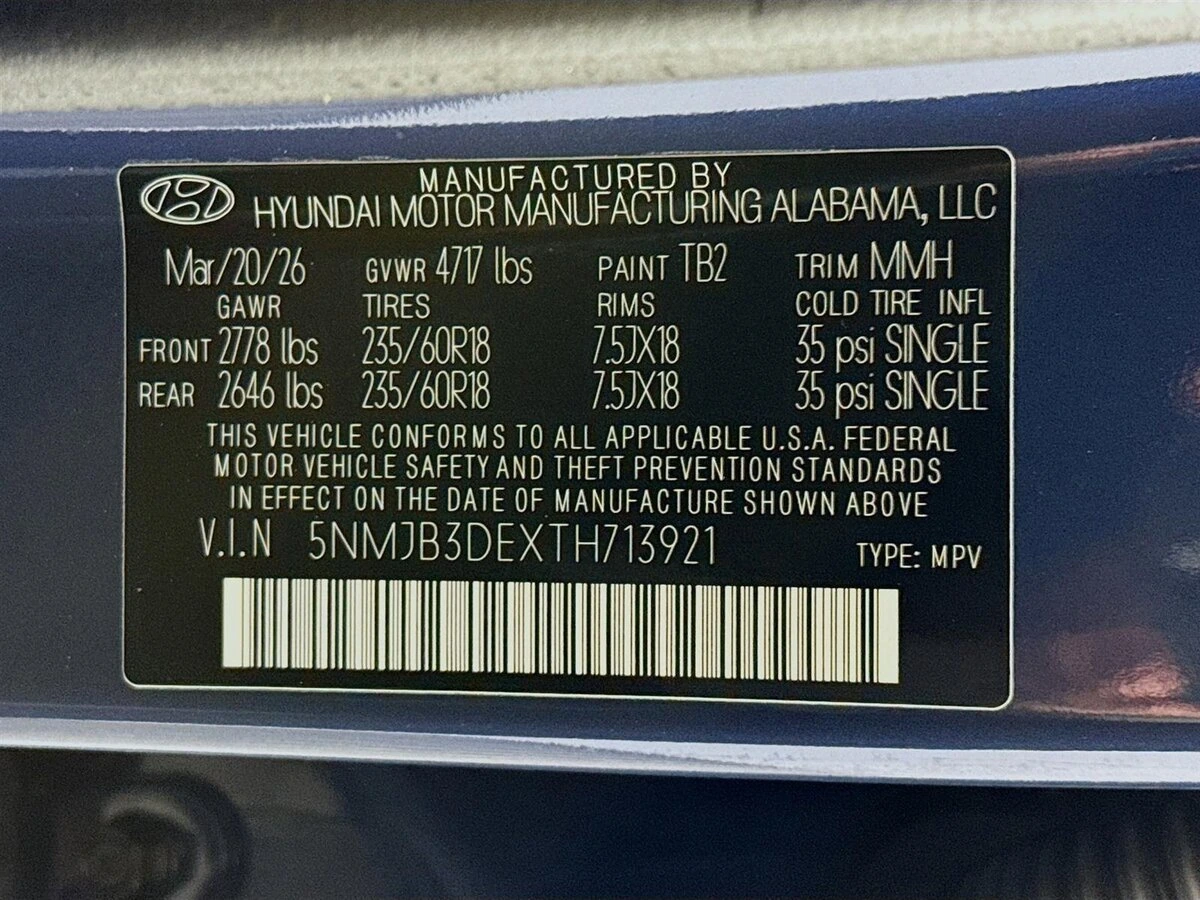 MANUFACTURED BY
HYUNDAI MOTOR MANUFACTURING ALABAMA, LLC
Mar/20/26 GVWR 4717 lbs PAINT TB2 TRIM MMH
GAWR TIRES RIMS COLD TIRE INFL
FRONT 2778 lbs 235/60R18 7.5JX18 35 psi SINGLE
REAR 2646 lbs 235/60R18 7.5JX18 35 psi SINGLE
THIS VEHICLE CONFORMS TO ALL APPLICABLE U.S.A. FEDERAL
MOTOR VEHICLE SAFETY AND THEFT PREVENTION STANDARDS
IN EFFECT ON THE DATE OF MANUFACTURE SHOWN ABOVE
V.I.N 5NMJB3DEXTH713921 TYPE: MPV